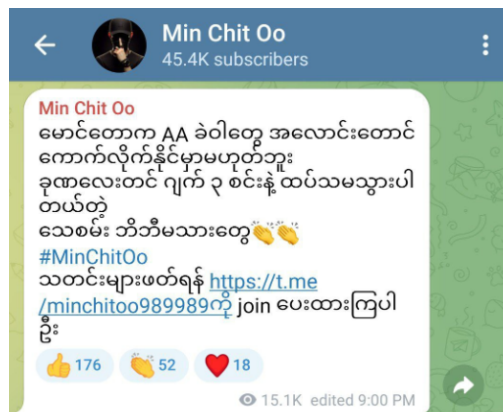 Min Chit Oo
45.4K subscribers
Min Chit Oo
မောင်တောက AA ခဲဝါတွေ အလောင်းတောင်
ကောက်လိုက်နိုင်မှာမဟုတ်ဘူး
ခုဏလေးတင် ဂျက် ၃ စင်းနဲ့ ထပ်သမသွားပါ
တယ်တဲ့
သေစမ်း ဘိဘီမသားတွေ👏👏
#MinChitOo
သတင်းများဖတ်ရန် https://t.me
/minchitoo989989ကို join ပေးထားကြပါ
ဦး
👍 176 👏 52 ❤️ 18
15.1K edited 9:00 PM